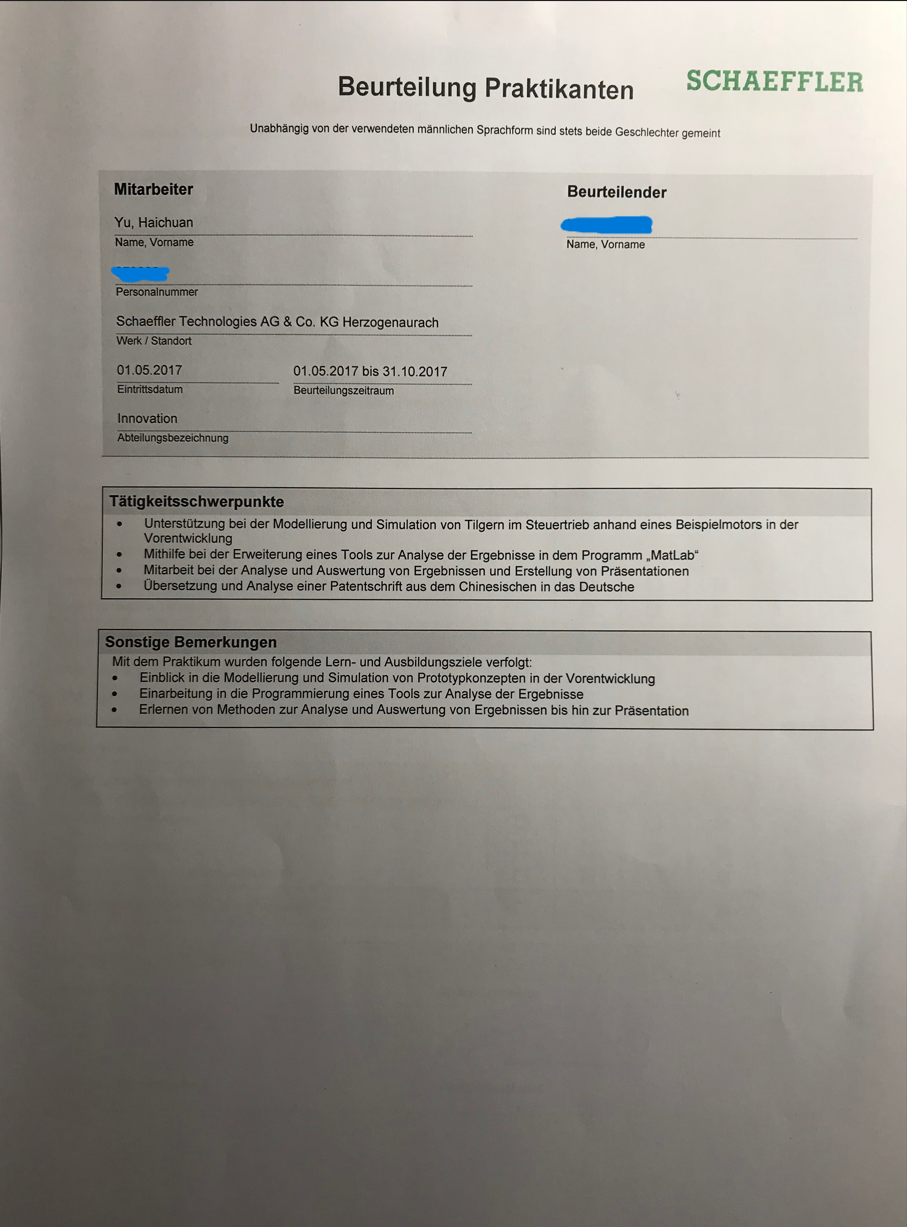 Beurteilung Praktikanten
SCHAEFFLER
Unabhängig von der verwendeten männlichen Sprachform sind stets beide Geschlechter gemeint
Mitarbeiter
Yu, Haichuan
Name, Vorname
Personalnummer
Schaeffler Technologies AG & Co. KG Herzogenaurach
Werk / Standort
01.05.2017
01.05.2017 bis 31.10.2017
Eintrittsdatum
Beurteilungszeitraum
Innovation
Abteilungsbezeichnung
Beurteilender
Name, Vorname
Tätigkeitsschwerpunkte
• Unterstützung bei der Modellierung und Simulation von Tilgern im Steuertrieb anhand eines Beispielmotors in der
Vorentwicklung
• Mithilfe bei der Erweiterung eines Tools zur Analyse der Ergebnisse in dem Programm „MatLab“
• Mitarbeit bei der Analyse und Auswertung von Ergebnissen und Erstellung von Präsentationen
• Übersetzung und Analyse einer Patentschrift aus dem Chinesischen in das Deutsche
Sonstige Bemerkungen
Mit dem Praktikum wurden folgende Lern- und Ausbildungsziele verfolgt:
• Einblick in die Modellierung und Simulation von Prototypkonzepten in der Vorentwicklung
• Einarbeitung in die Programmierung eines Tools zur Analyse der Ergebnisse
• Erlernen von Methoden zur Analyse und Auswertung von Ergebnissen bis hin zur Präsentation